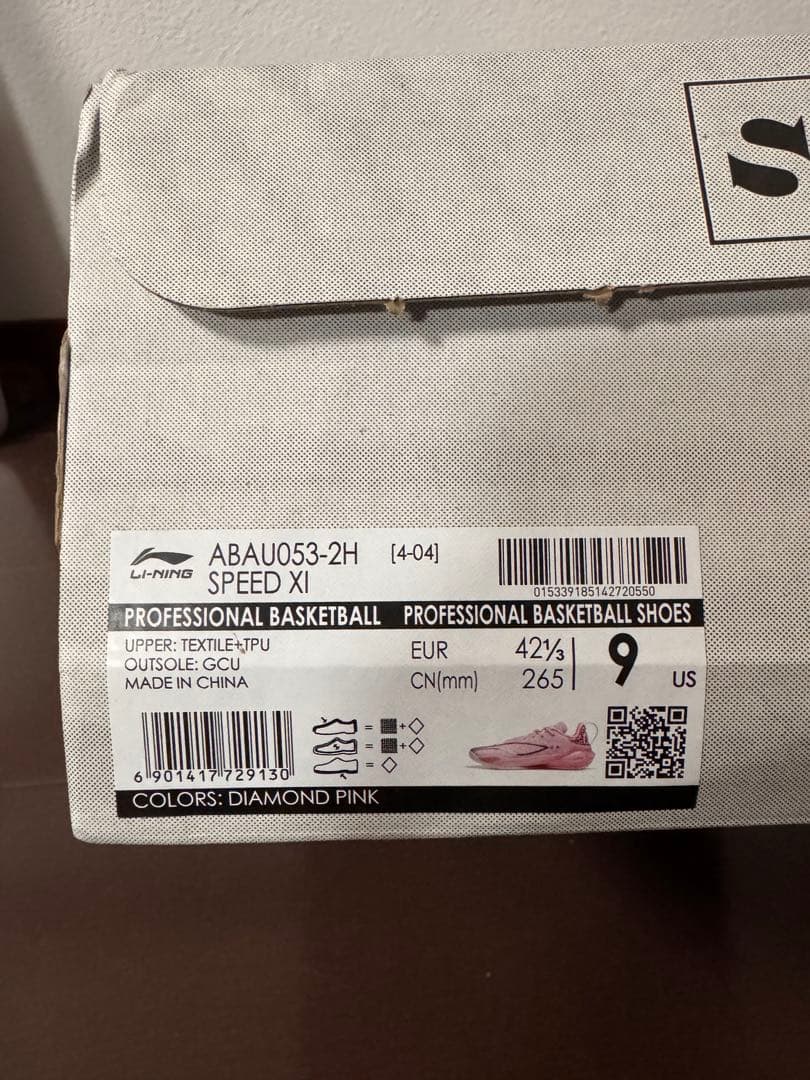 S
LI-NING
ABAU053-2H [4-04]
SPEED XI
015339185142720550
PROFESSIONAL BASKETBALL PROFESSIONAL BASKETBALL SHOES
UPPER: TEXTILE+TPU
OUTSOLE: GCU
MADE IN CHINA
EUR 42⅓
CN(mm) 265
9 US
= +
= +
=
6 901417 729130
COLORS: DIAMOND PINK